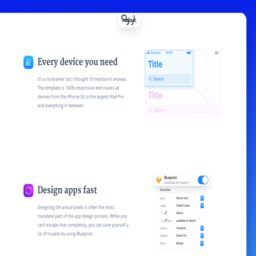 Every device you need
It's a no-brainer but I thought I'd mention it anyway.
The template is 100% responsive and covers all
devices from the iPhone SE to the largest iPad Pro
and everything in between.
Title
Search
Title
Search
Design apps fast
Designing the actual pixels is often the most
mundane part of the app design process. While you
can't escape that completely, you can save yourself a
lot of trouble by using Blueprint.
Blueprint